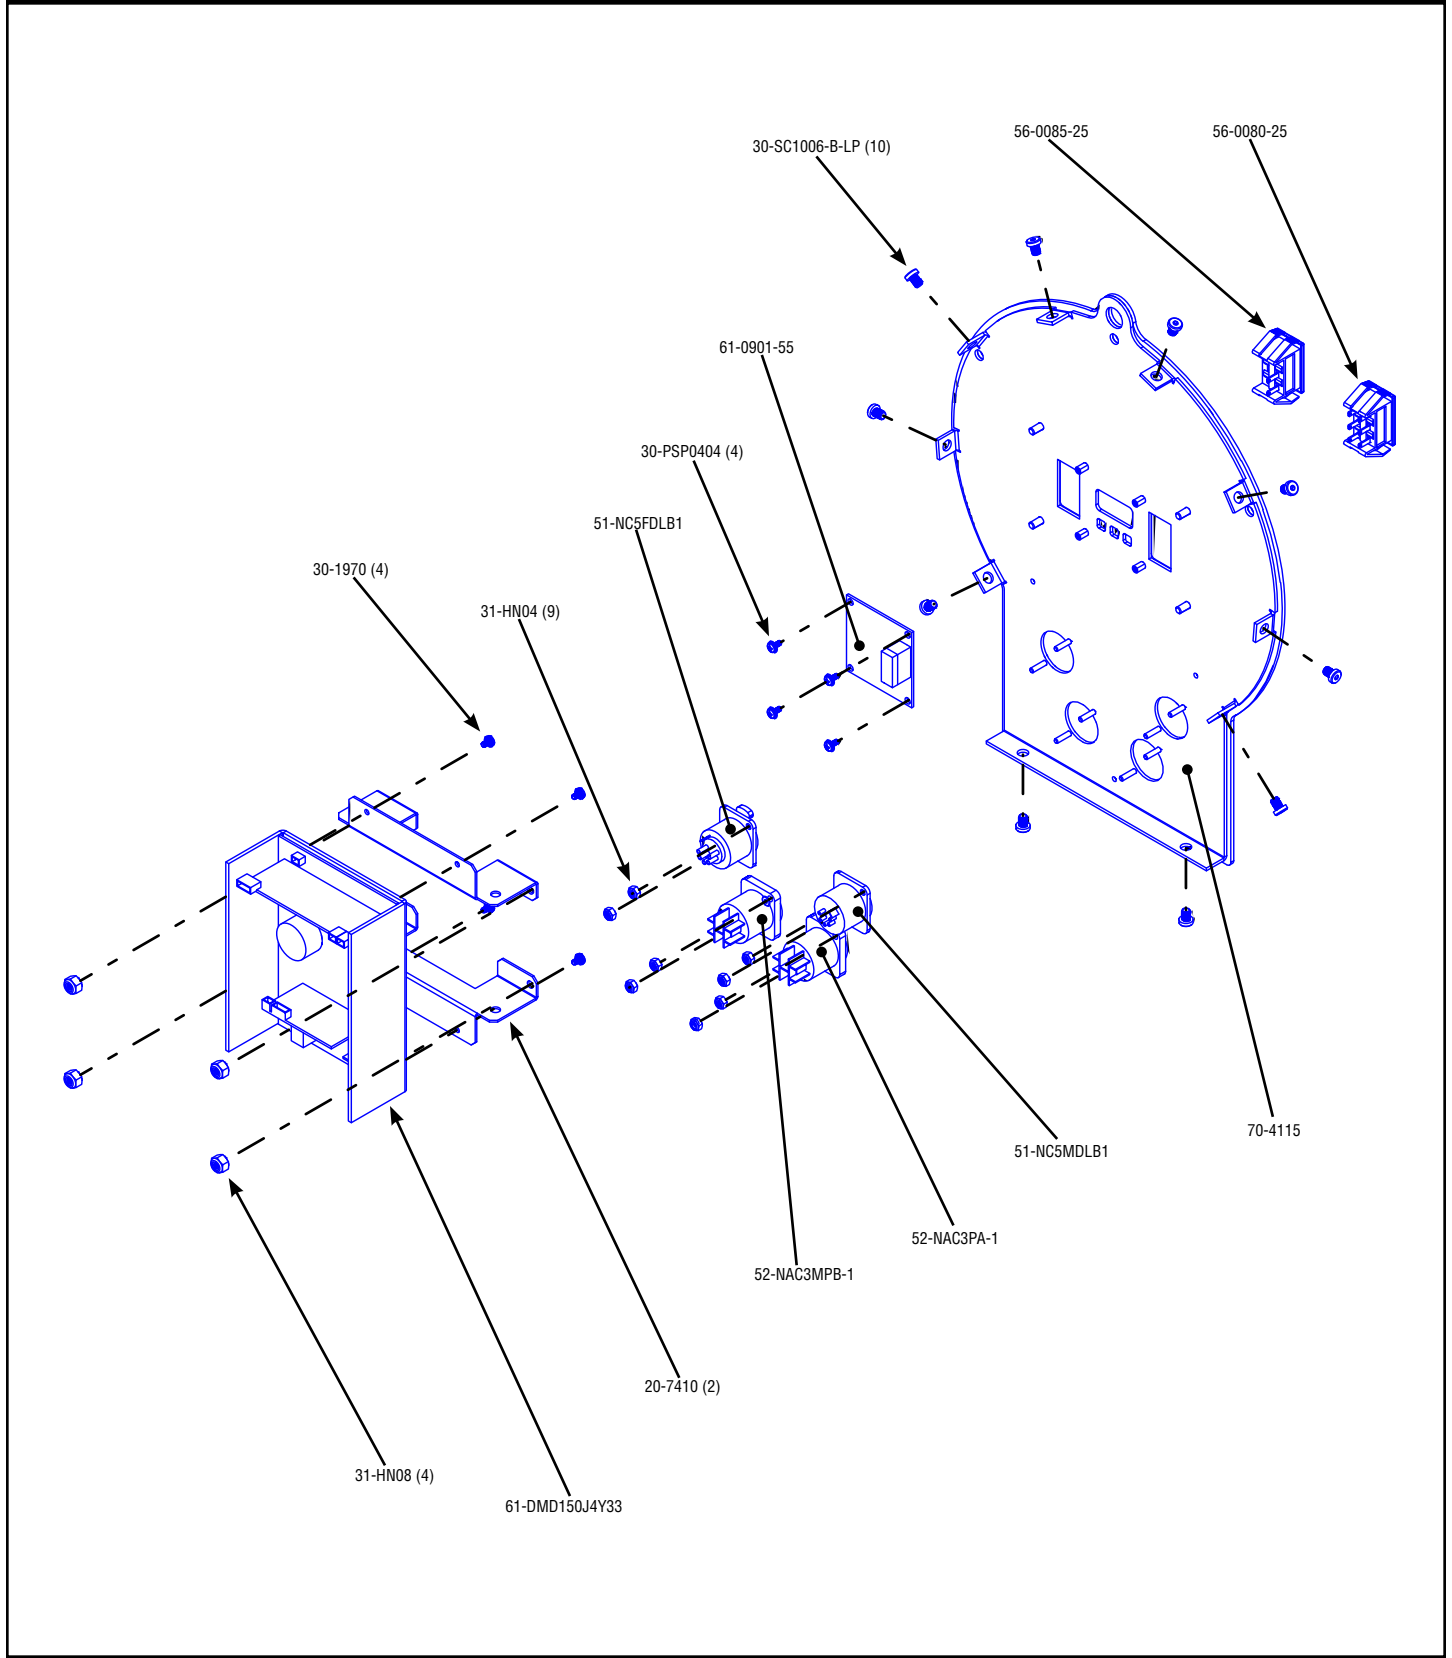 56-0085-25
56-0080-25
30-SC1006-B-LP (10)
61-0901-55
30-PSP0404 (4)
51-NC5FDLB1
30-1970 (4)
31-HN04 (9)
70-4115
51-NC5MDLB1
52-NAC3PA-1
52-NAC3MPB-1
20-7410 (2)
31-HN08 (4)
61-DMD150J4Y33